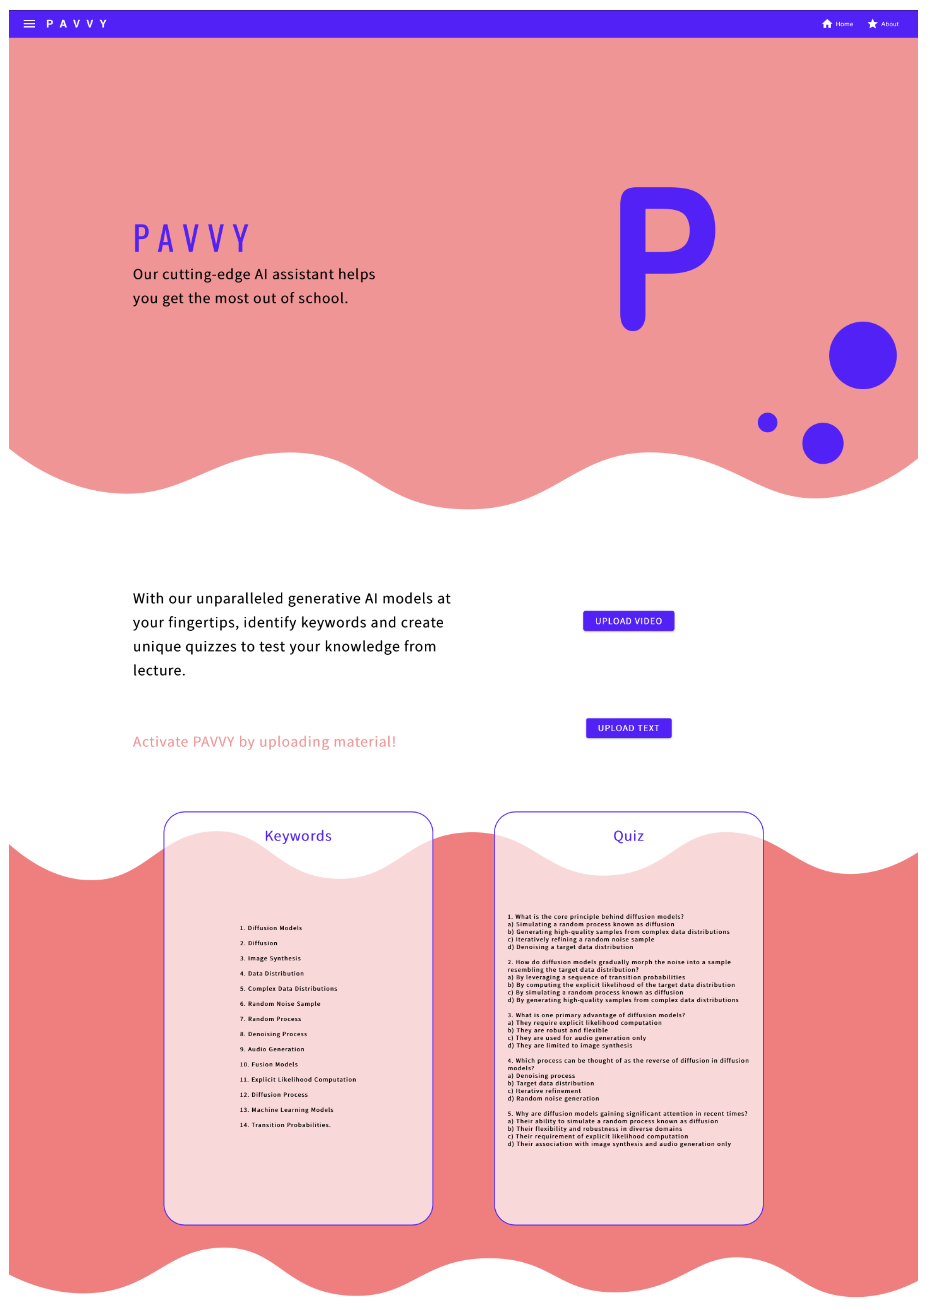 PAVVY
Home
About
PAVVY
Our cutting-edge AI assistant helps
you get the most out of school.
P
With our unparalleled generative AI models at
your fingertips, identify keywords and create
unique quizzes to test your knowledge from
lecture.
Activate PAVVY by uploading material!
UPLOAD VIDEO
UPLOAD TEXT
Keywords
1. Diffusion Models
2. Diffusion
3. Image Synthesis
4. Data Distribution
5. Complex Data Distributions
6. Random Noise Sample
7. Random Process
8. Denoising Process
9. Audio Generation
10. Fusion Models
11. Explicit Likelihood Computation
12. Diffusion Process
13. Machine Learning Models
14. Transition Probabilities.
Quiz
1. What is the core principle behind diffusion models?
a) Simulating a random process known as diffusion
b) Generating high-quality samples from complex data distributions
c) Iteratively refining a random noise sample
d) Denoising a target data distribution
2. How do diffusion models gradually morph the noise into a sample
resembling the target data distribution?
a) By leveraging a sequence of transition probabilities
b) By computing the explicit likelihood of the target data distribution
c) By simulating a random process known as diffusion
d) By generating high-quality samples from complex data distributions
3. What is one primary advantage of diffusion models?
a) They require explicit likelihood computation
b) They are robust and flexible
c) They are used for audio generation only
d) They are limited to image synthesis
4. Which process can be thought of as the reverse of diffusion in diffusion
models?
a) Denoising process
b) Target data distribution
c) Iterative refinement
d) Random noise generation
5. Why are diffusion models gaining significant attention in recent times?
a) Their ability to simulate a random process known as diffusion
b) Their flexibility and robustness in diverse domains
c) Their requirement of explicit likelihood computation
d) Their association with image synthesis and audio generation only